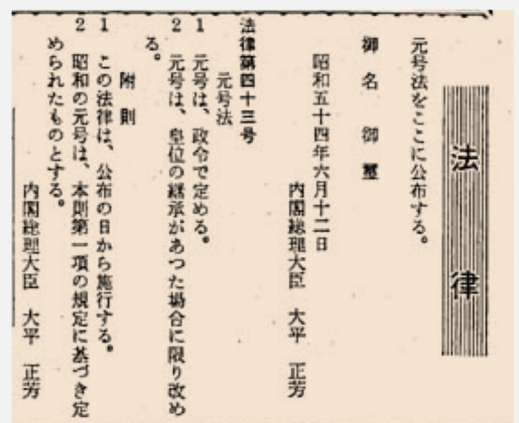 法律
元号法をここに公布する。
御名御璽
昭和五十四年六月十二日
内閣総理大臣 大平 正芳
法律第四十三号
元号法
1 元号は、政令で定める。
2 元号は、皇位の継承があつた場合に限り改め
る。
附則
1 この法律は、公布の日から施行する。
2 昭和の元号は、本則第一項の規定に基づき定
められたものとする。
内閣総理大臣 大平 正芳